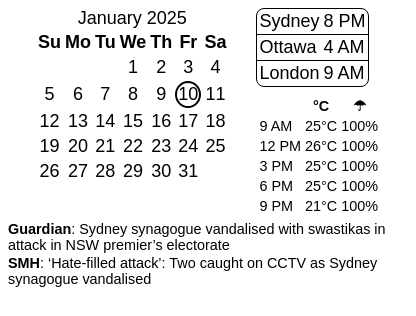 January 2025
Su Mo Tu We Th Fr Sa
1 2 3 4
5 6 7 8 9 10 11
12 13 14 15 16 17 18
19 20 21 22 23 24 25
26 27 28 29 30 31
Sydney 8 PM
Ottawa 4 AM
London 9 AM
°C ☂
9 AM 25°C 100%
12 PM 26°C 100%
3 PM 25°C 100%
6 PM 25°C 100%
9 PM 21°C 100%
Guardian: Sydney synagogue vandalised with swastikas in
attack in NSW premier’s electorate
SMH: ‘Hate-filled attack’: Two caught on CCTV as Sydney
synagogue vandalised